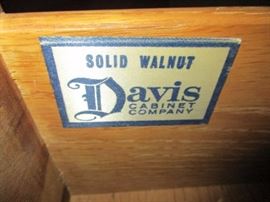 SOLID WALNUT
Davis
CABINET
COMPANY